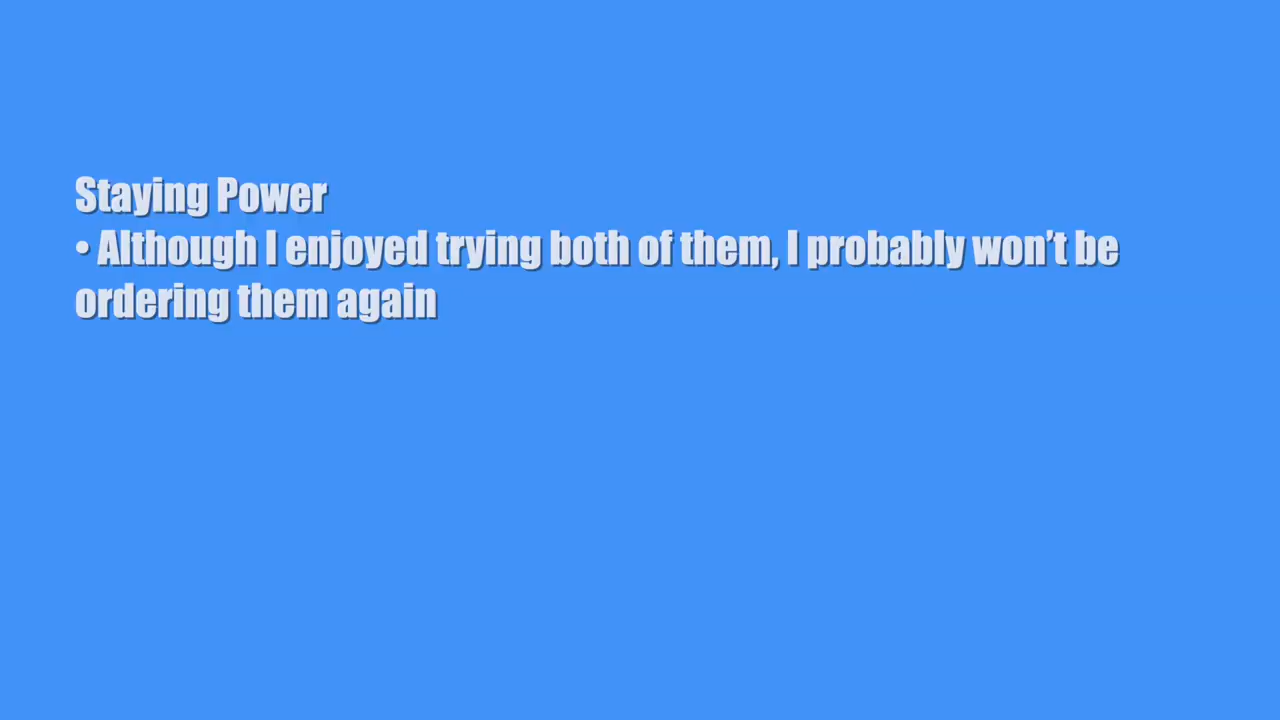 Staying Power
• Although I enjoyed trying both of them, I probably won’t be
ordering them again